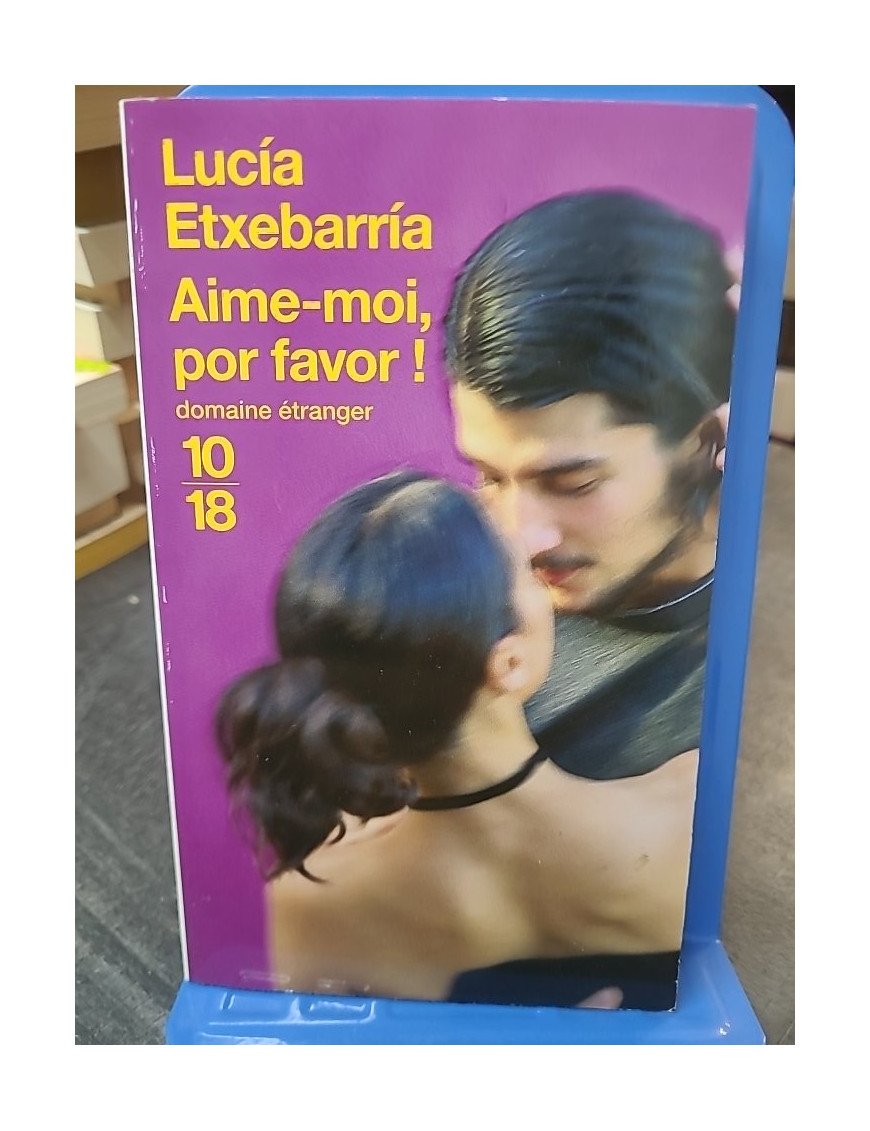 Lucía
Etxebarría
Aime-moi,
por favor !
domaine étranger
10
18